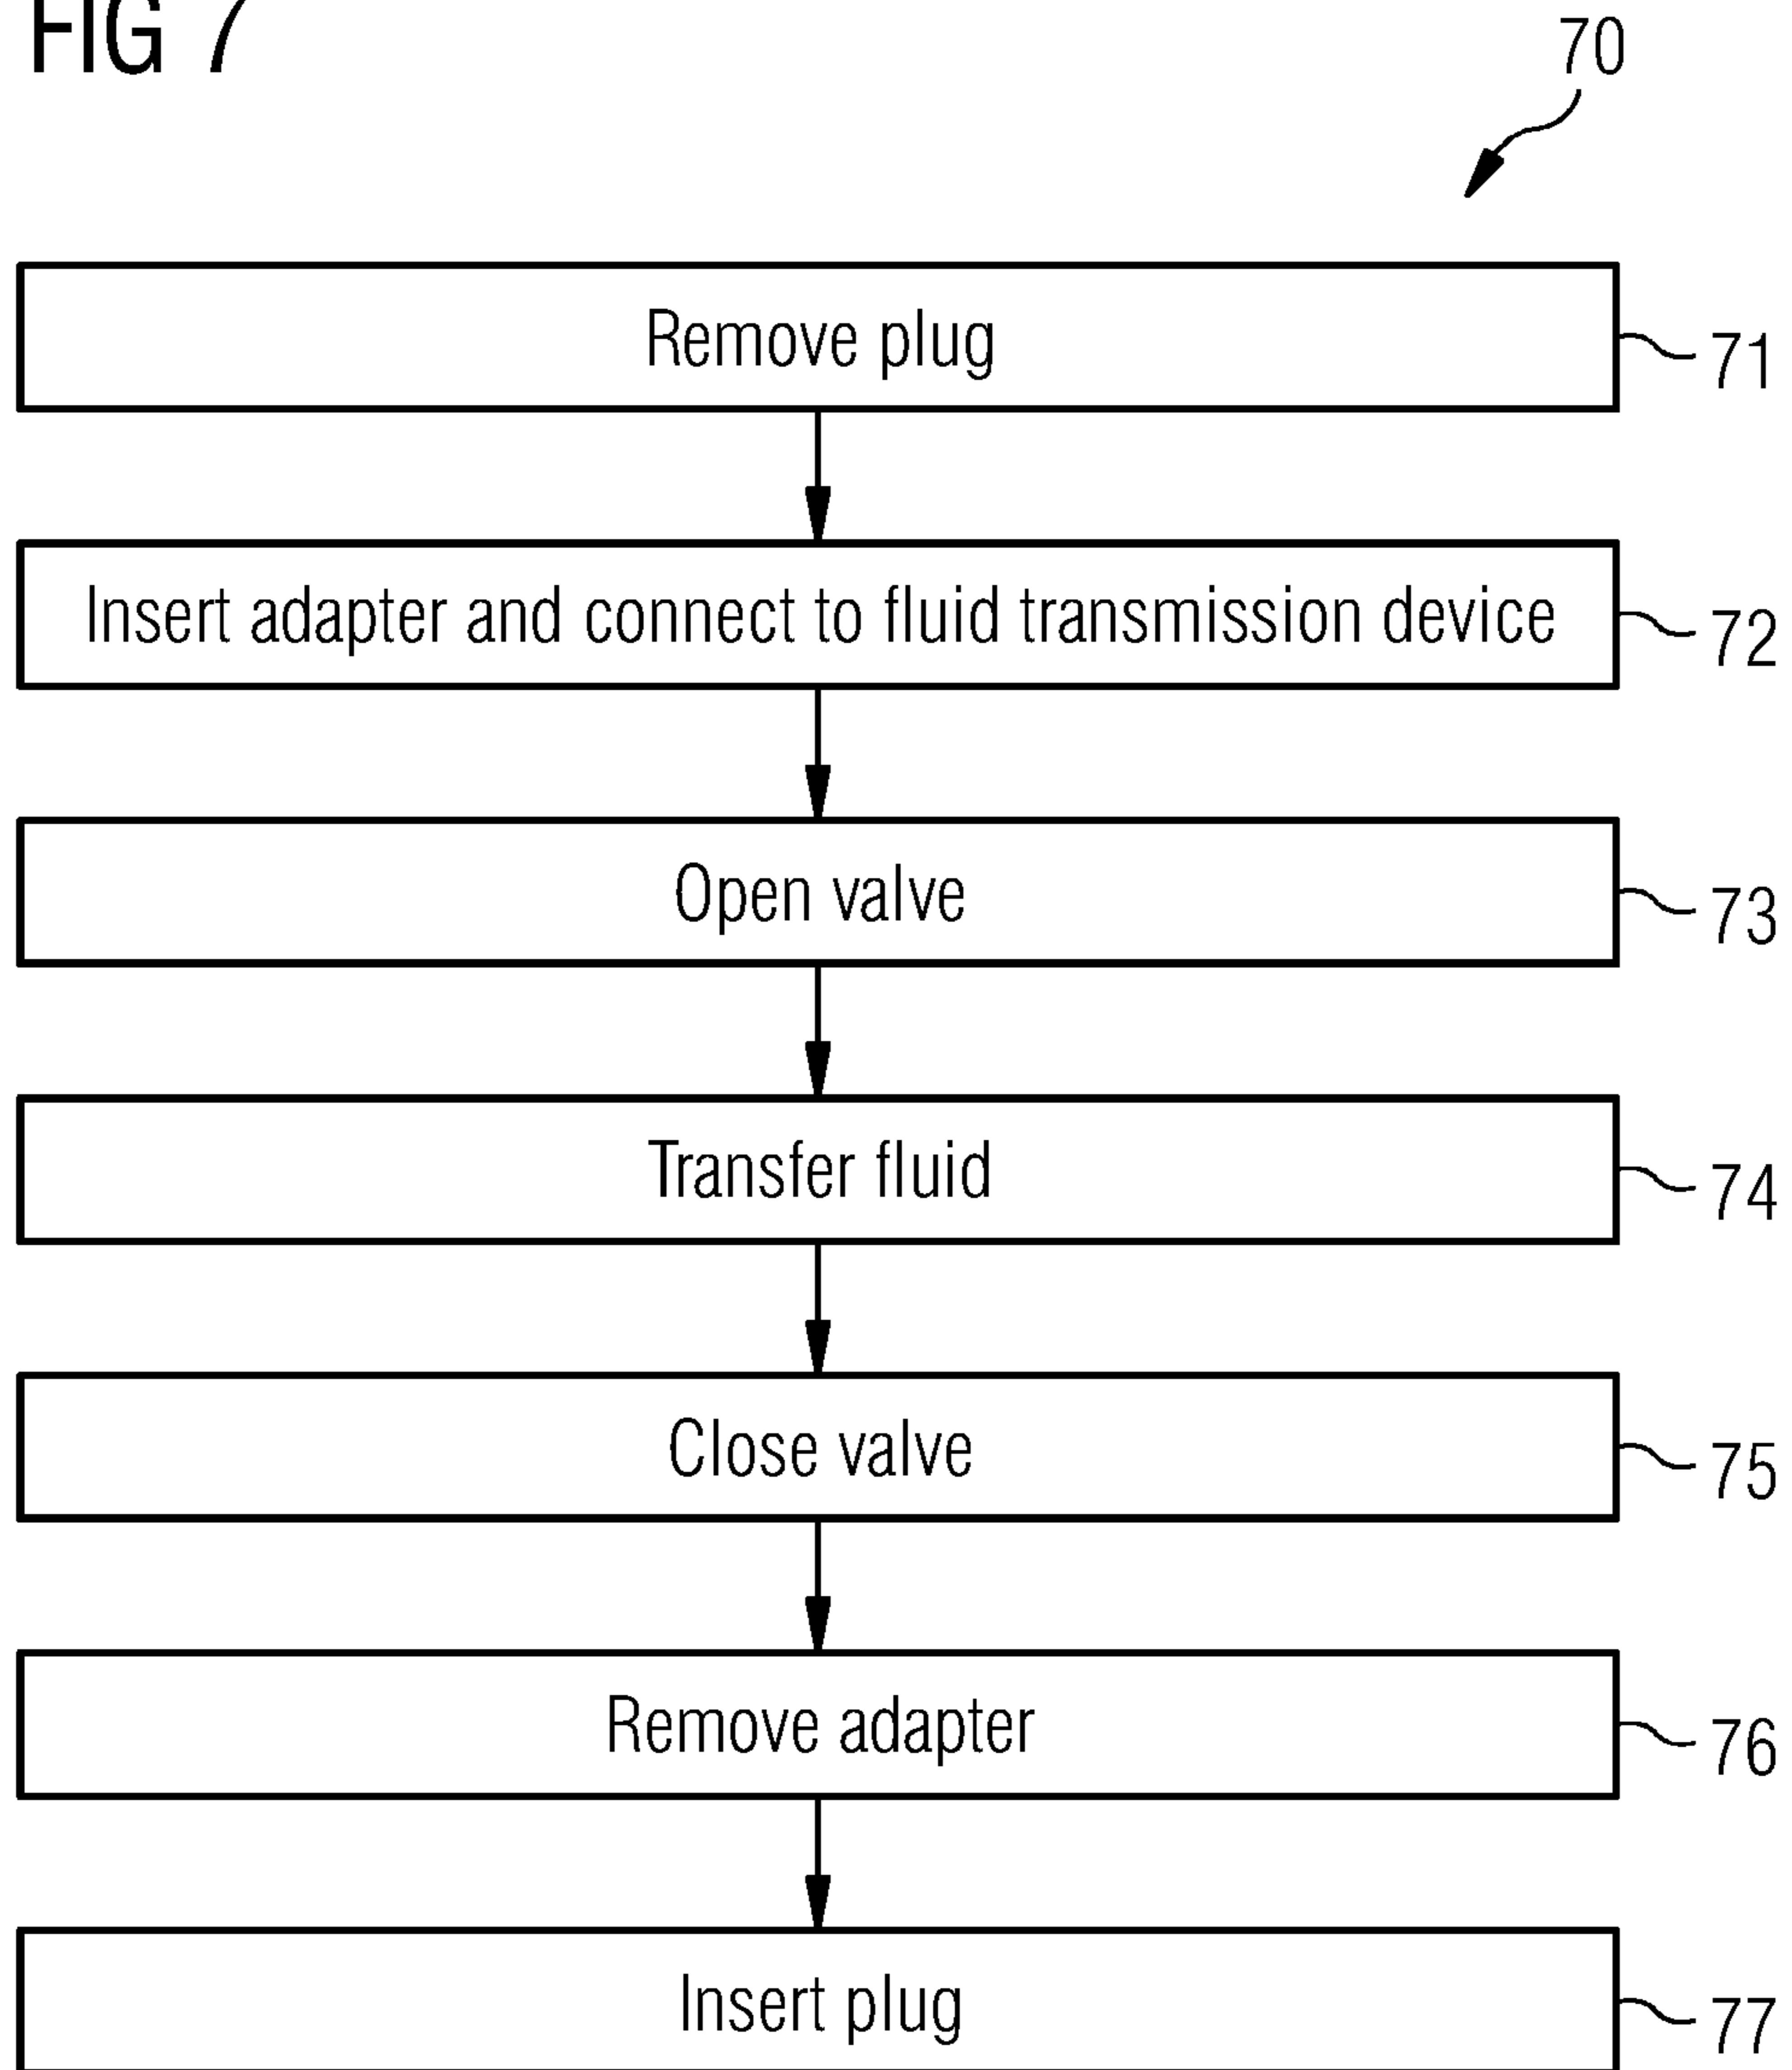 FIG 7
70
Remove plug
71
Insert adapter and connect to fluid transmission device
72
Open valve
73
Transfer fluid
74
Close valve
75
Remove adapter
76
Insert plug
77